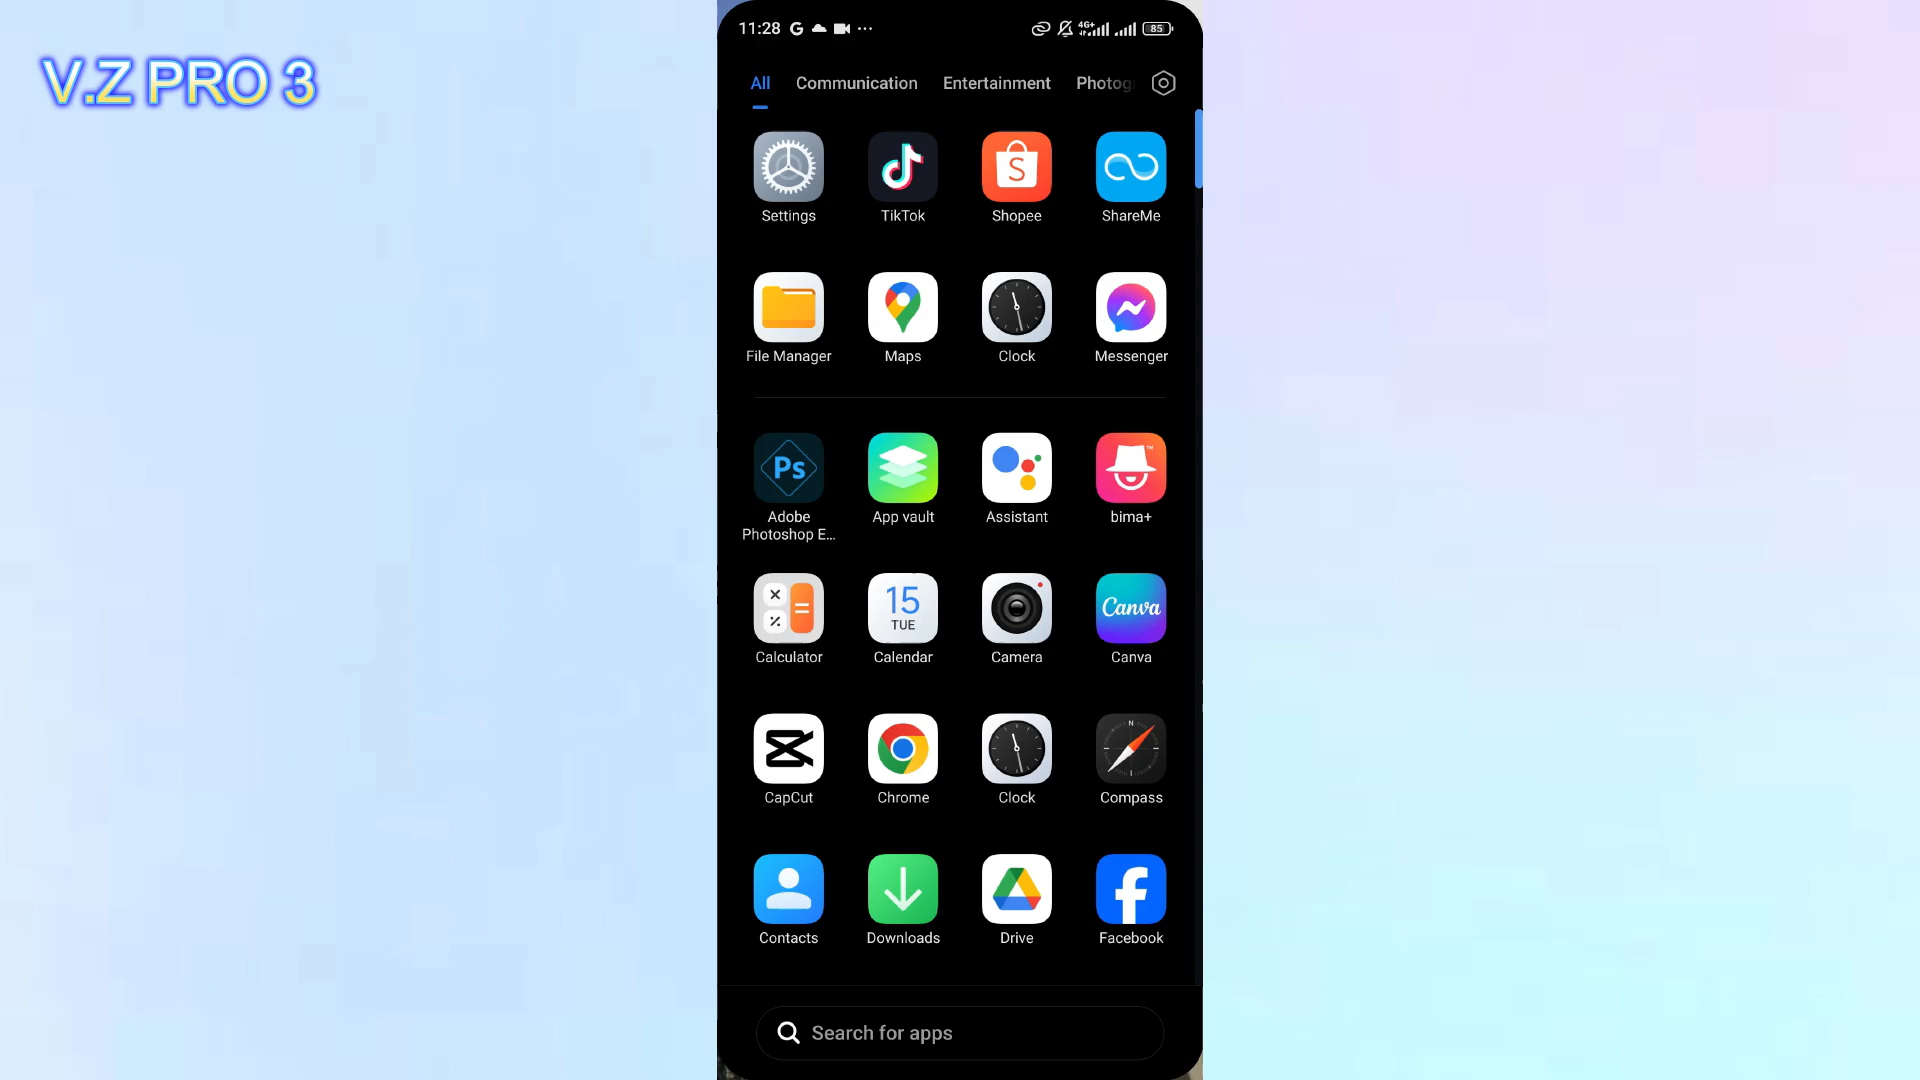 V.Z PRO 3
11:28
4G+
85
All Communication Entertainment Photog
Settings TikTok Shopee ShareMe
File Manager Maps Clock Messenger
Ps
Adobe Photoshop E... App vault Assistant bima+
15
TUE
Canva
Calculator Calendar Camera Canva
N
CapCut Chrome Clock Compass
Contacts Downloads Drive Facebook
Search for apps